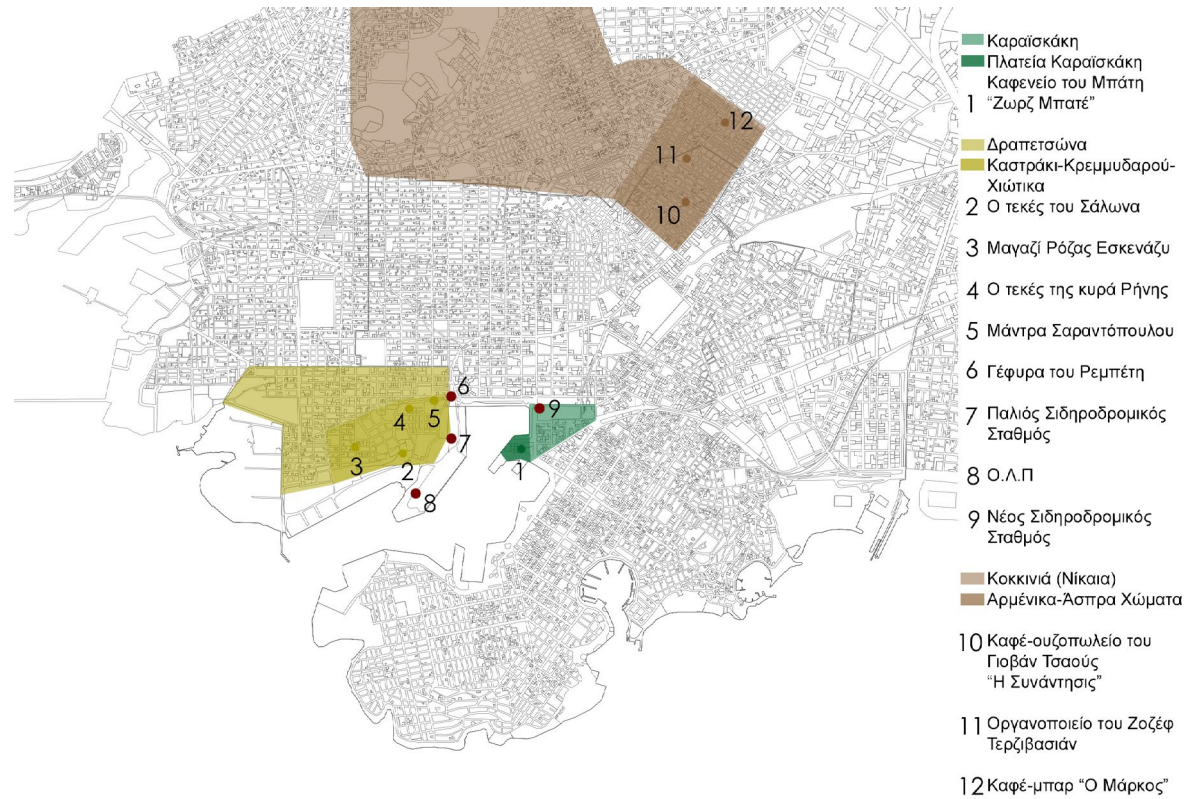 Καραϊσκάκη
Πλατεία Καραϊσκάκη
Καφενείο του Μπάτη
1 “Ζωρζ Μπατέ”
Δραπετσώνα
Καστράκι-Κρεμμυδαρού-
Χιώτικα
2 Ο τεκές του Σάλωνα
3 Μαγαζί Ρόζας Εσκενάζυ
4 Ο τεκές της κυρά Ρήνης
5 Μάντρα Σαραντόπουλου
6 Γέφυρα του Ρεμπέτη
7 Παλιός Σιδηροδρομικός
Σταθμός
8 Ο.Λ.Π
9 Νέος Σιδηροδρομικός
Σταθμός
Κοκκινιά (Νίκαια)
Αρμένικα-Άσπρα Χώματα
10 Καφέ-ουζοπωλείο του
Γιοβάν Τσαούς
“Η Συνάντησις”
11 Οργανοποιείο του Ζοζέφ
Τερζιβασιάν
12 Καφέ-μπαρ “Ο Μάρκος”
12
11
10
6
9
4
5
7
3
2
1
8